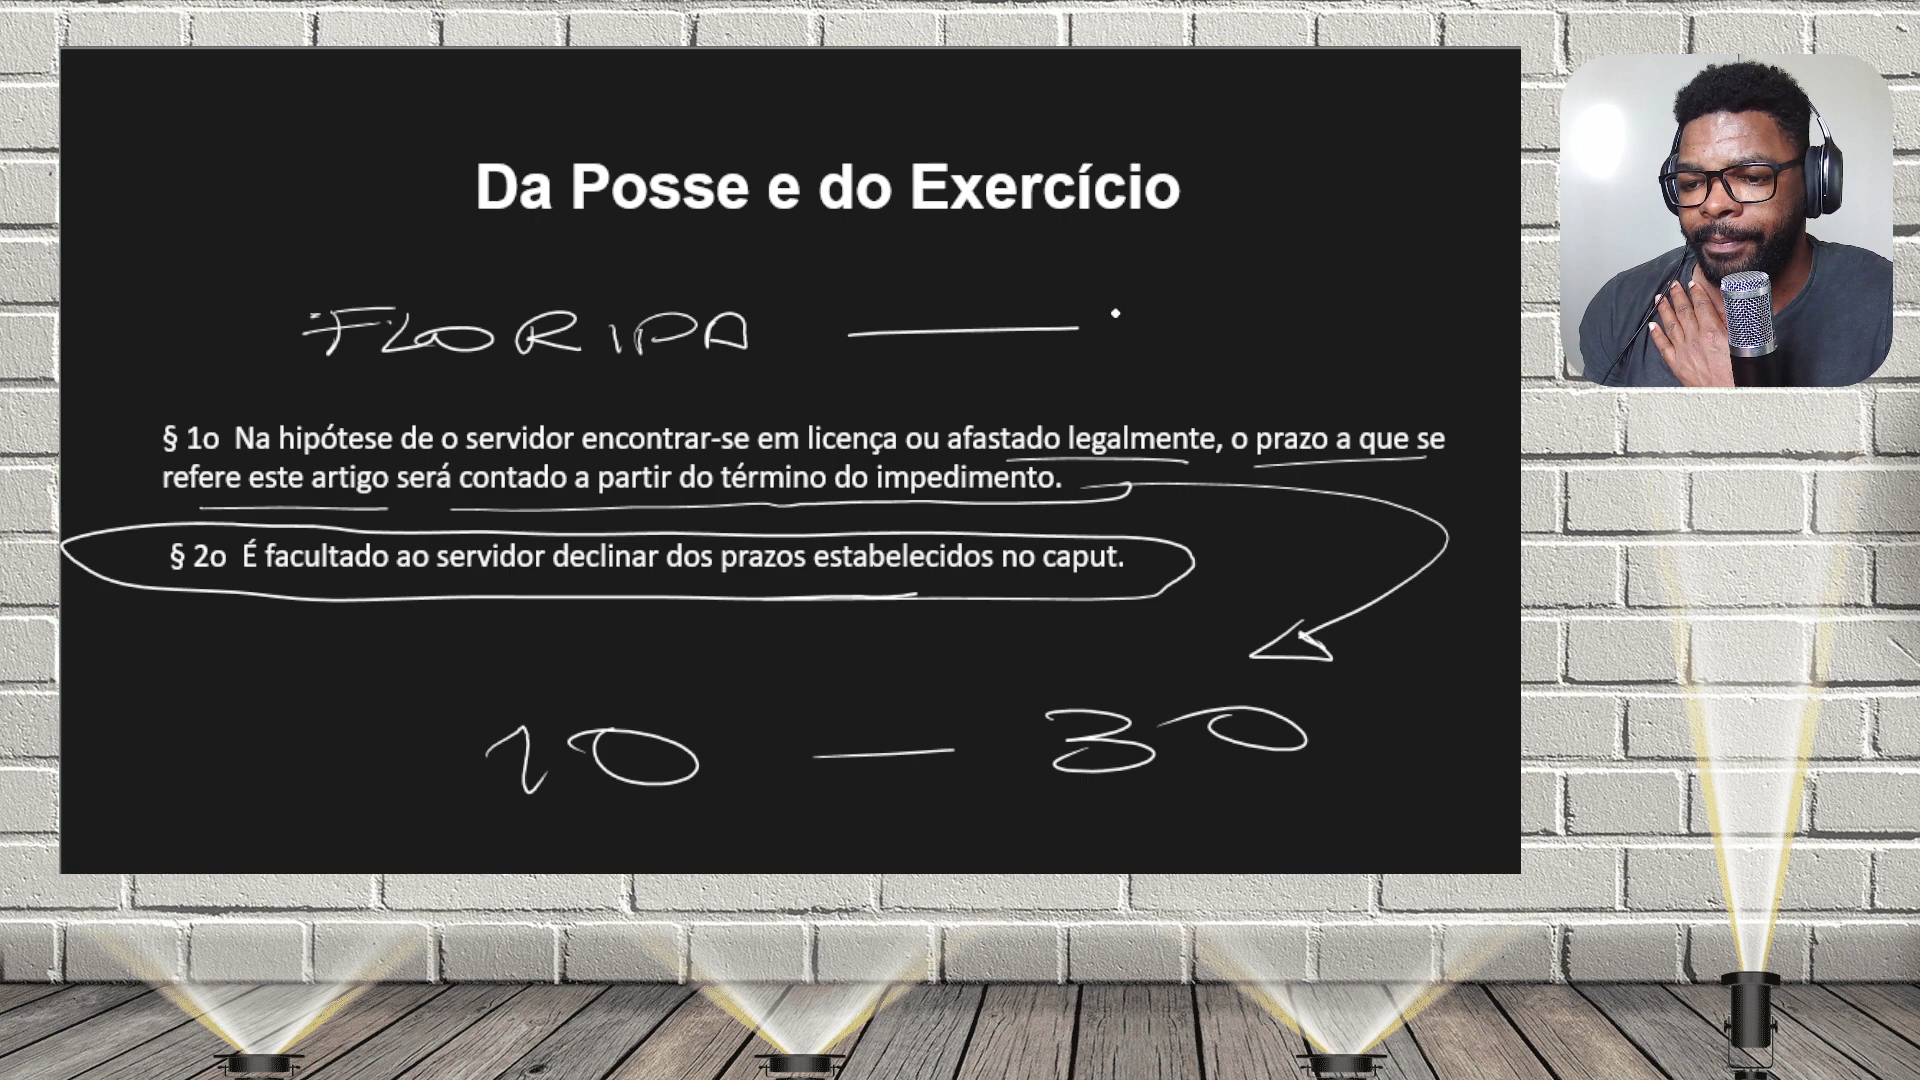 Da Posse e do Exercício
FLORIPA —
§ 1o Na hipótese de o servidor encontrar-se em licença ou afastado legalmente, o prazo a que se
refere este artigo será contado a partir do término do impedimento.
§ 2o É facultado ao servidor declinar dos prazos estabelecidos no caput.
10 — 30